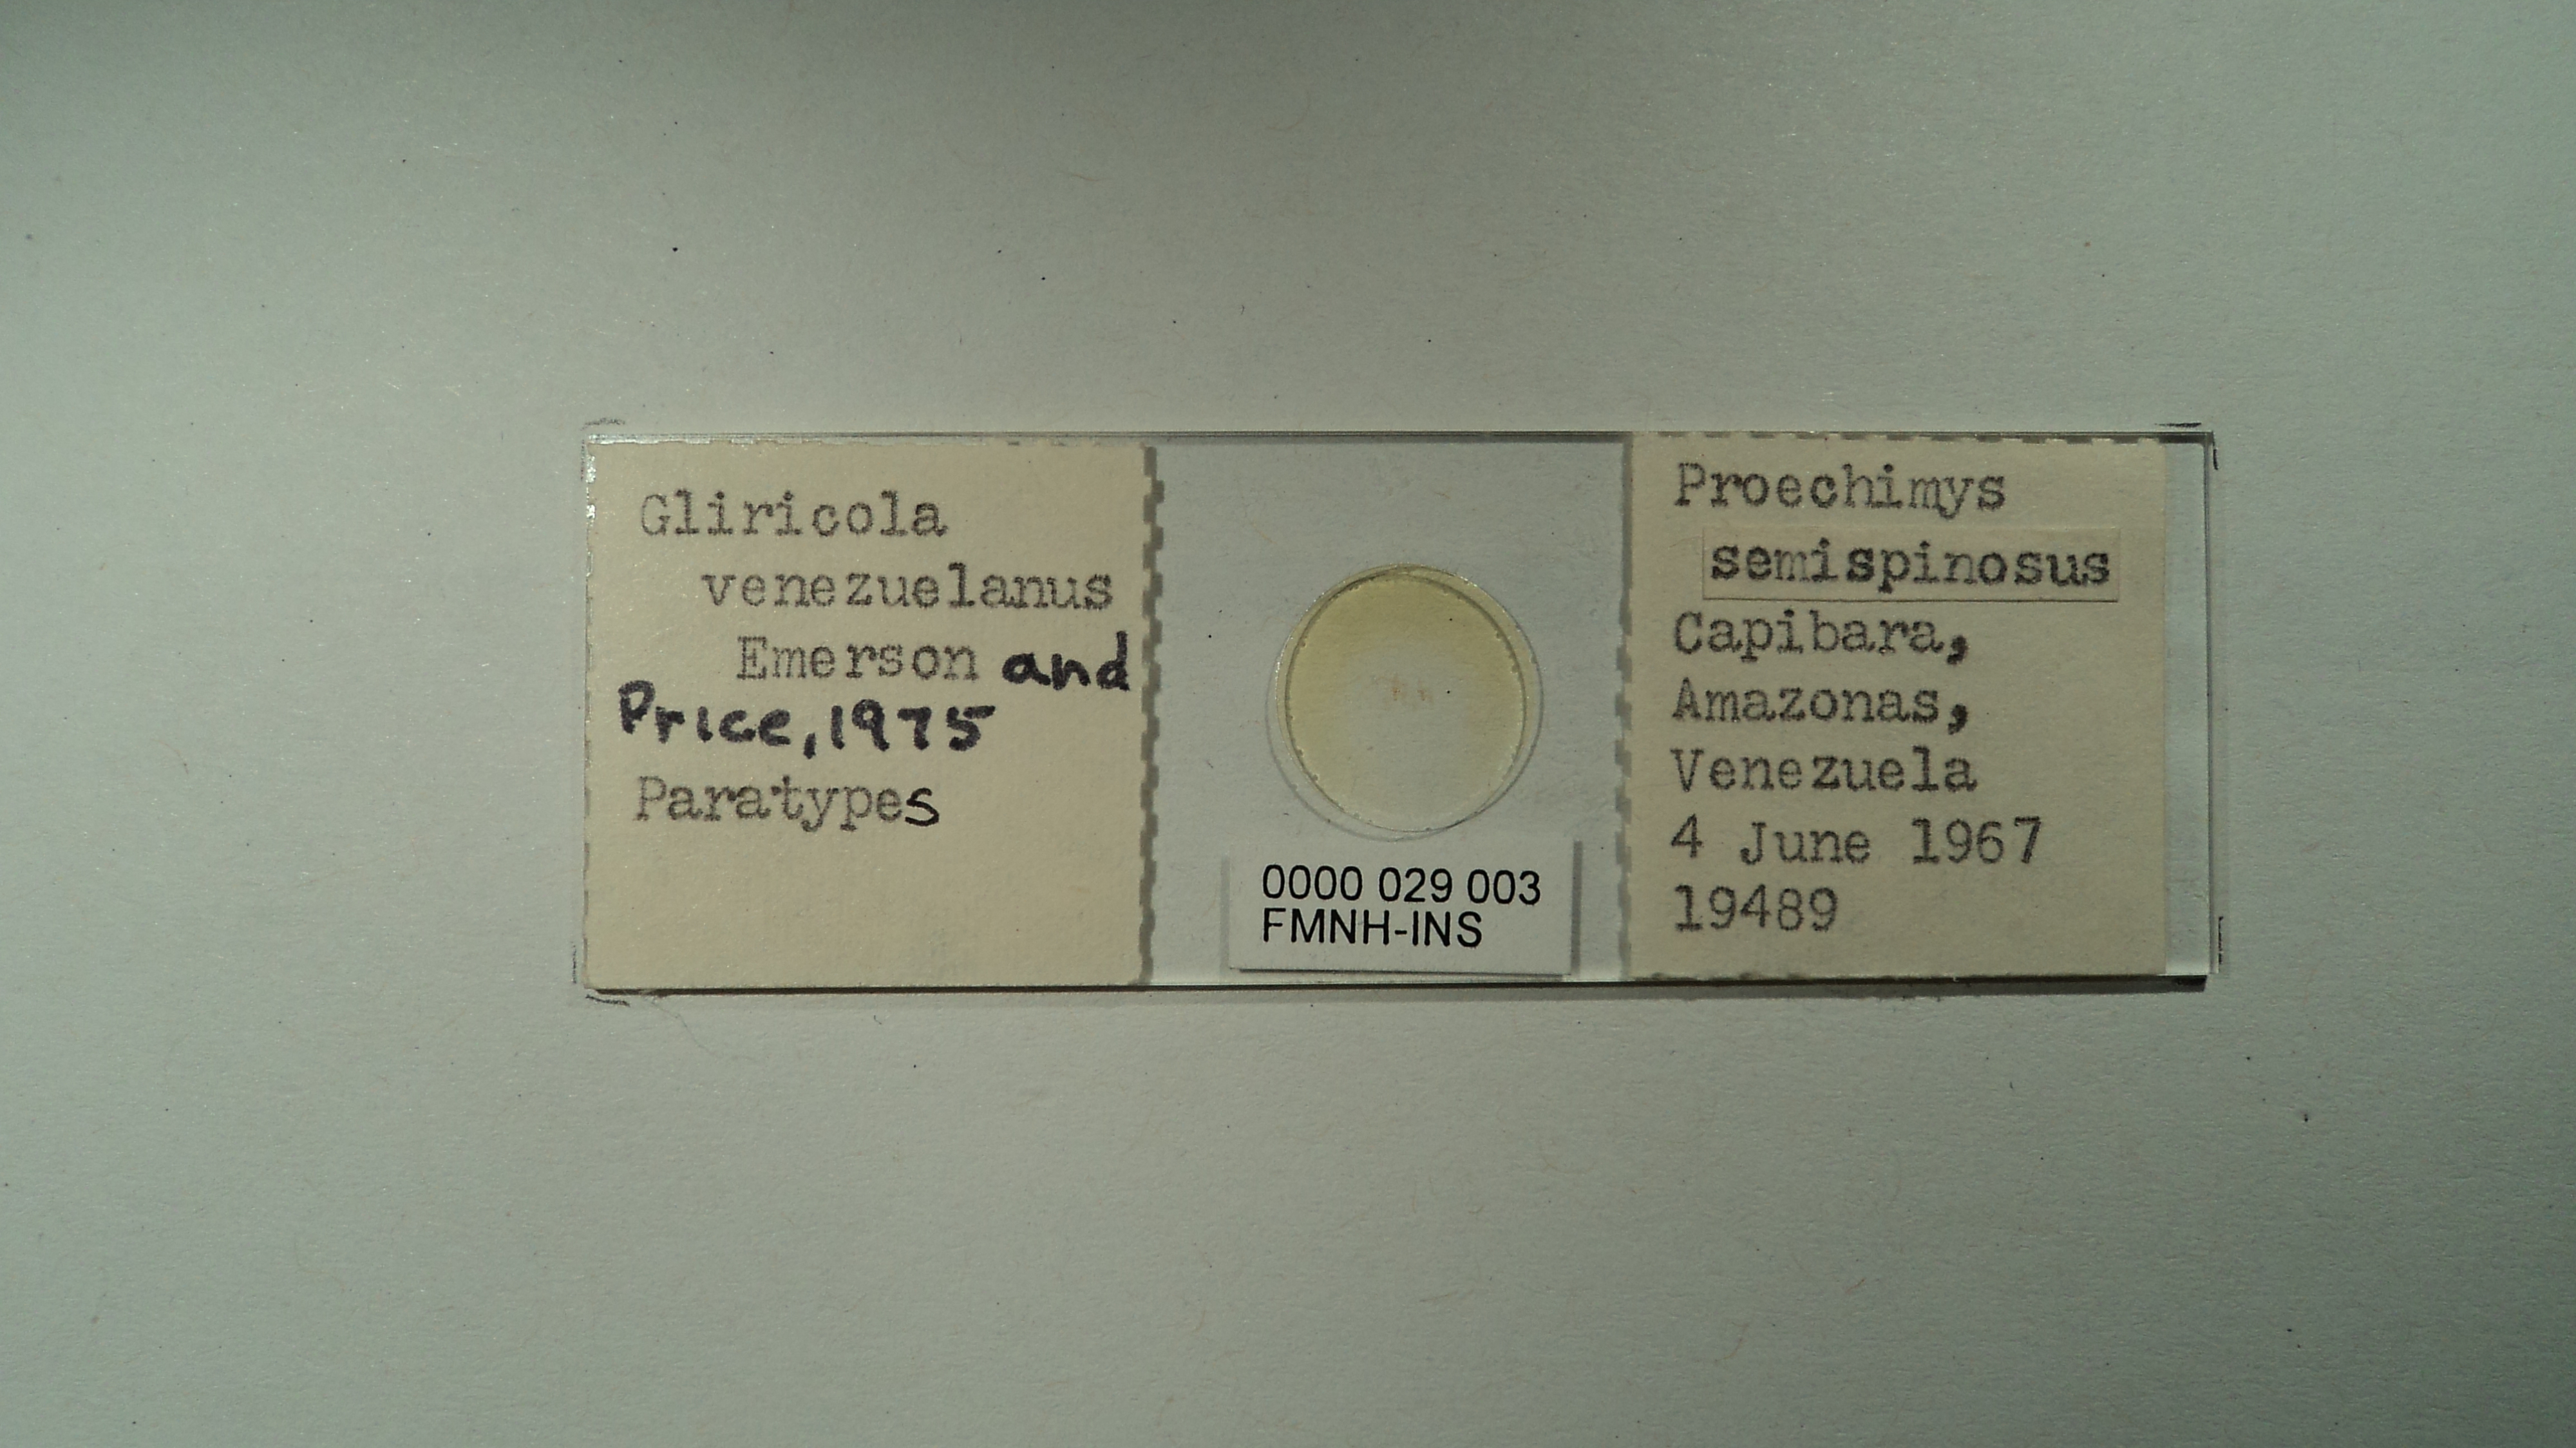 Gliricola
venezuelanus
Emerson and
Price, 1975
Paratypes
0000 029 003
FMNH-INS
Proechimys
semispinosus
Capibara,
Amazonas,
Venezuela
4 June 1967
19489